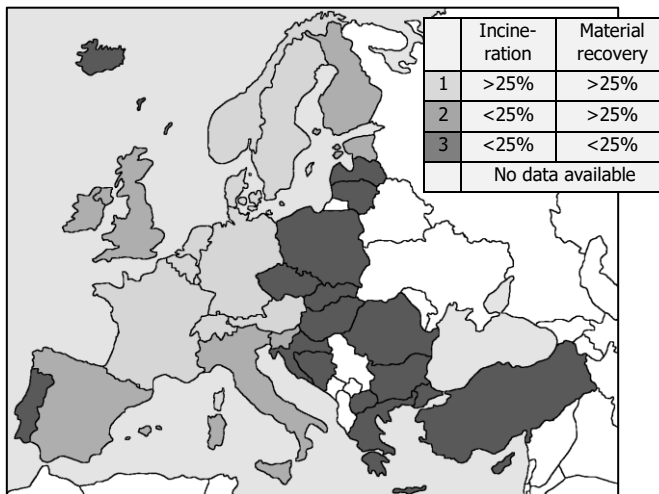 Incine-
ration
Material
recovery
1 >25% >25%
2 <25% >25%
3 <25% <25%
No data available